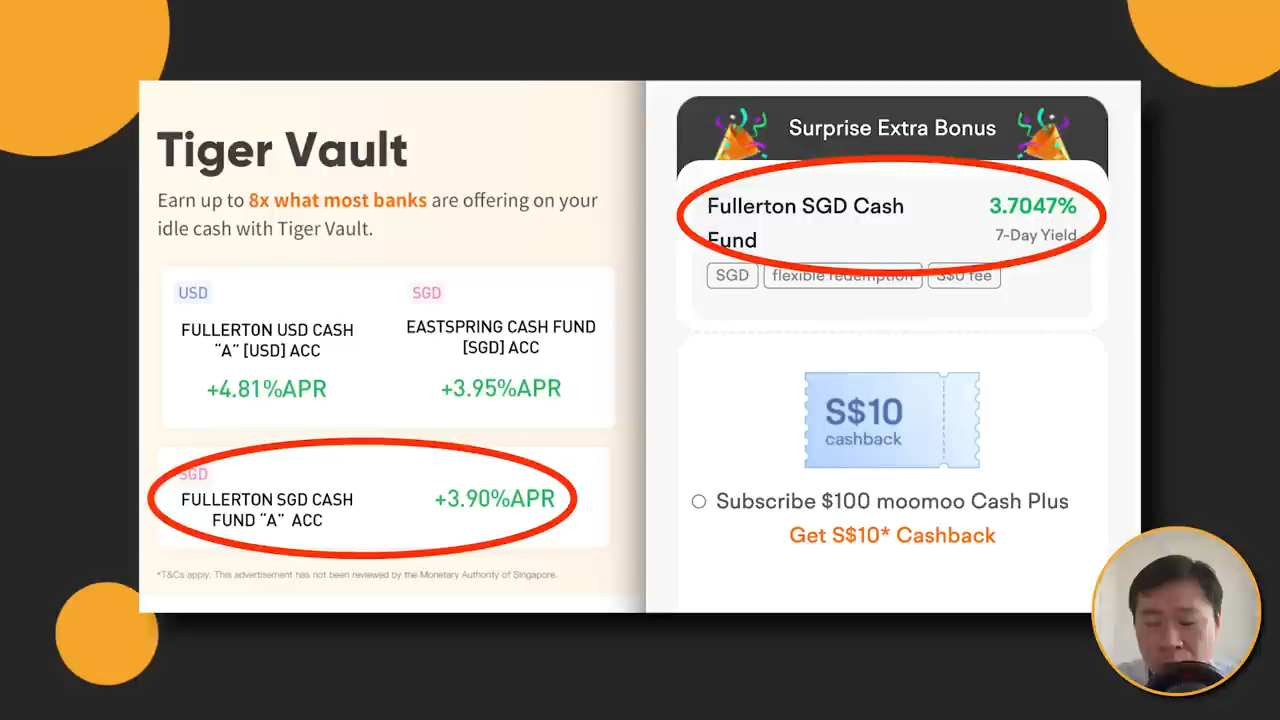 Tiger Vault
Earn up to 8x what most banks are offering on your
idle cash with Tiger Vault.
USD
FULLERTON USD CASH
“A” [USD] ACC
+4.81%APR
SGD
EASTSPRING CASH FUND
[SGD] ACC
+3.95%APR
SGD
FULLERTON SGD CASH
FUND “A” ACC
+3.90%APR
*T&Cs apply. This advertisement has not been reviewed by the Monetary Authority of Singapore.
Surprise Extra Bonus
Fullerton SGD Cash
Fund
3.7047%
7-Day Yield
SGD
flexible redemption
S$0 fee
S$10
cashback
Subscribe $100 moomoo Cash Plus
Get S$10* Cashback